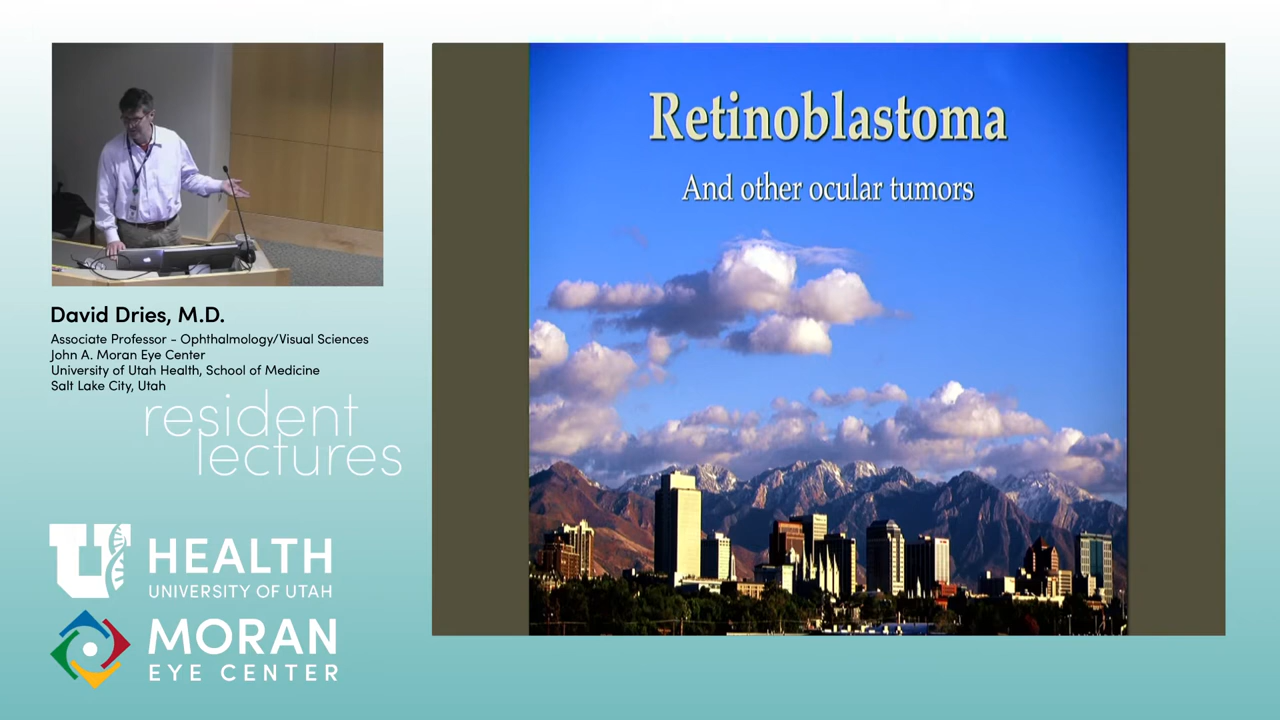 David Dries, M.D.
Associate Professor - Ophthalmology/Visual Sciences
John A. Moran Eye Center
University of Utah Health, School of Medicine
Salt Lake City, Utah
resident
lectures
U HEALTH
UNIVERSITY OF UTAH
MORAN
EYE CENTER
Retinoblastoma
And other ocular tumors